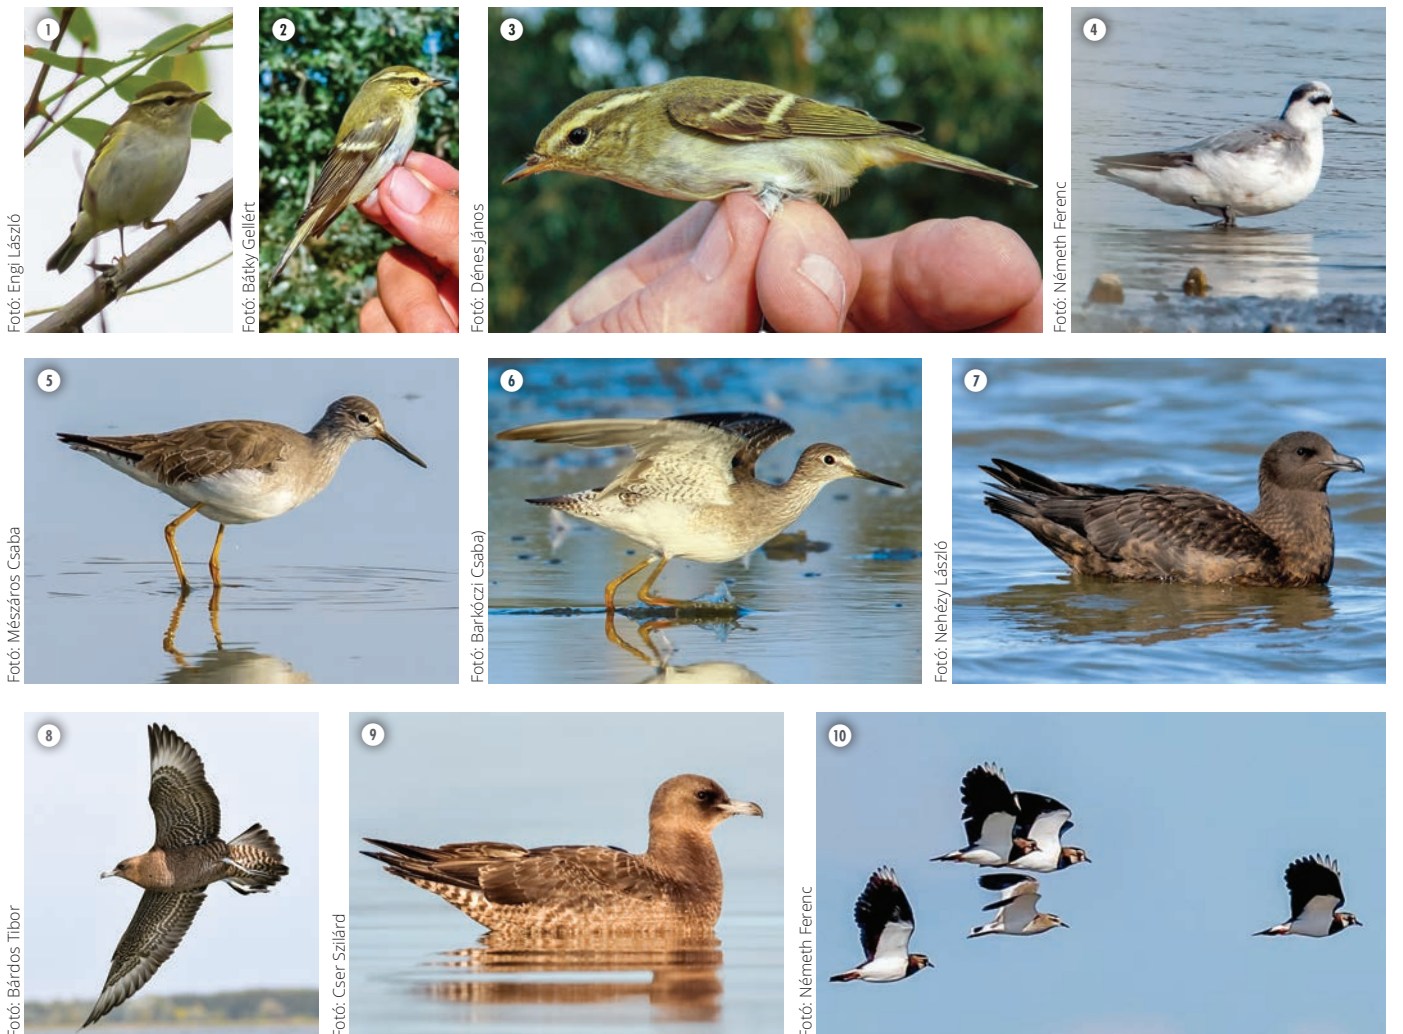 1
Fotó: Engi László
2
Fotó: Bátky Gellért
3
Fotó: Dénes János
4
Fotó: Németh Ferenc
5
Fotó: Mészáros Csaba
6
Fotó: Barkóczi Csaba)
7
Fotó: Nehézy László
8
Fotó: Bárdos Tibor
9
Fotó: Cser Szilárd
10
Fotó: Németh Ferenc